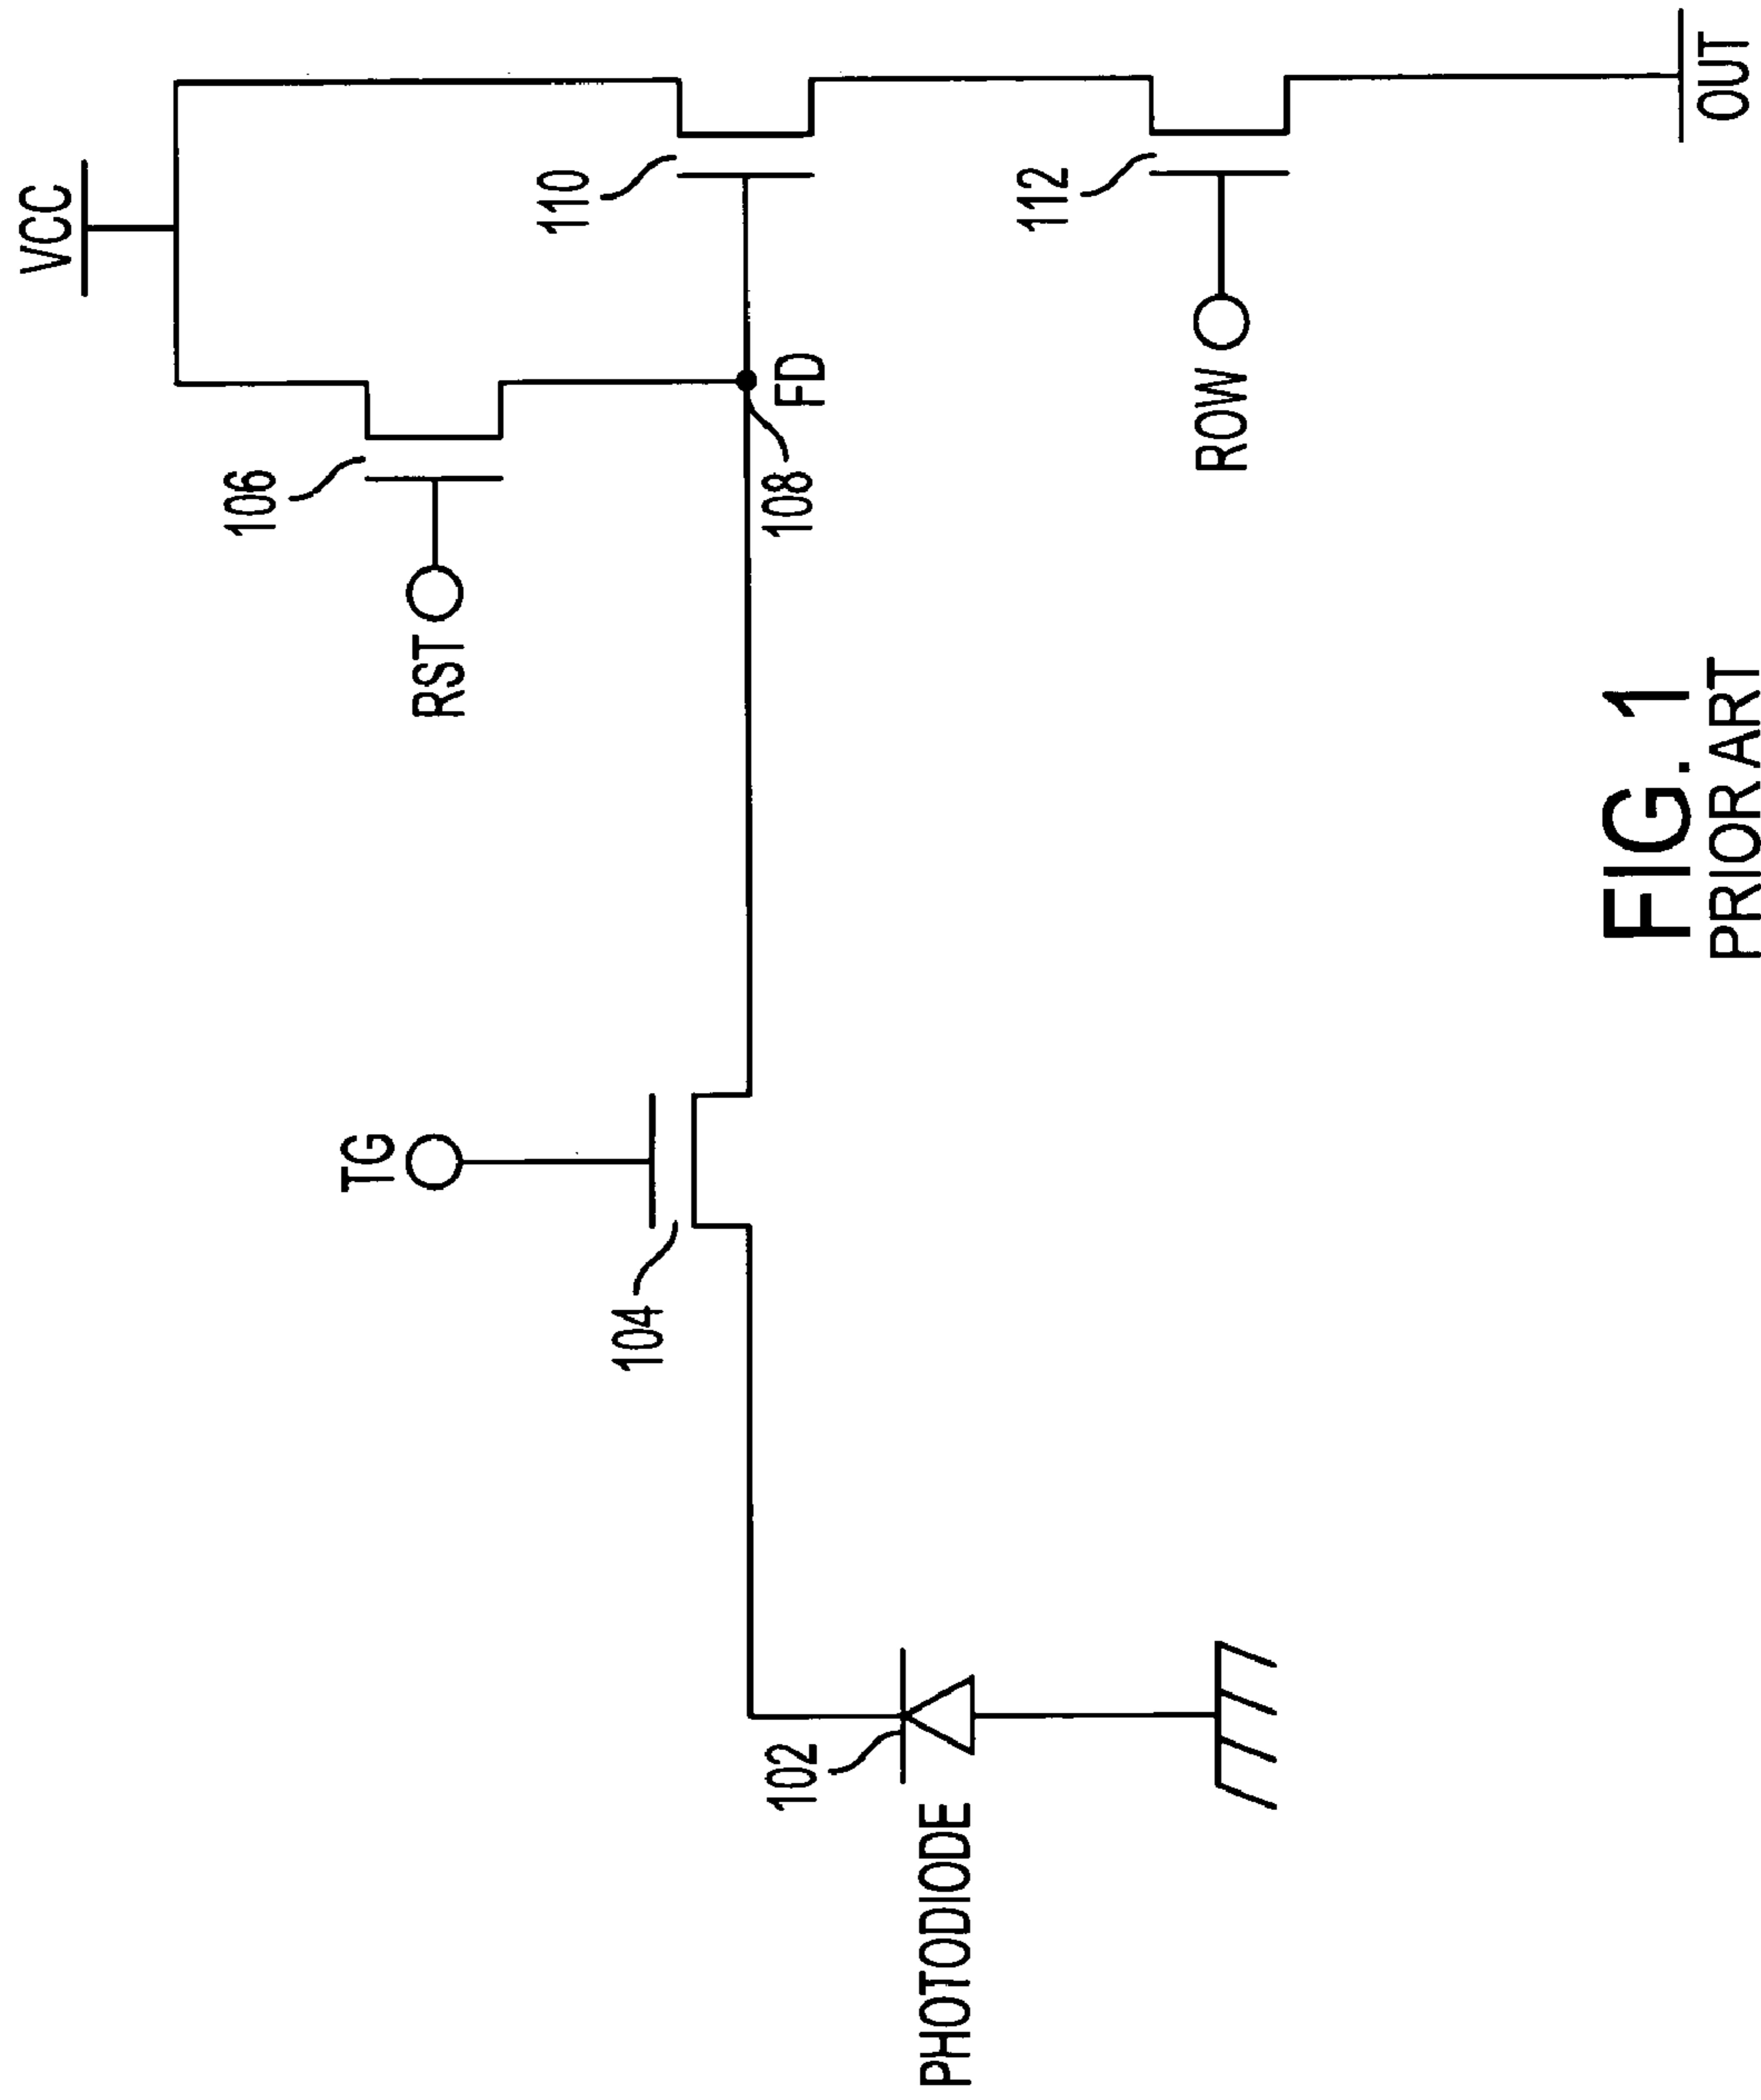 VCC
106
RST
110
108
FD
112
ROW
OUT
TG
104
102
PHOTODIODE
FIG. 1
PRIOR ART